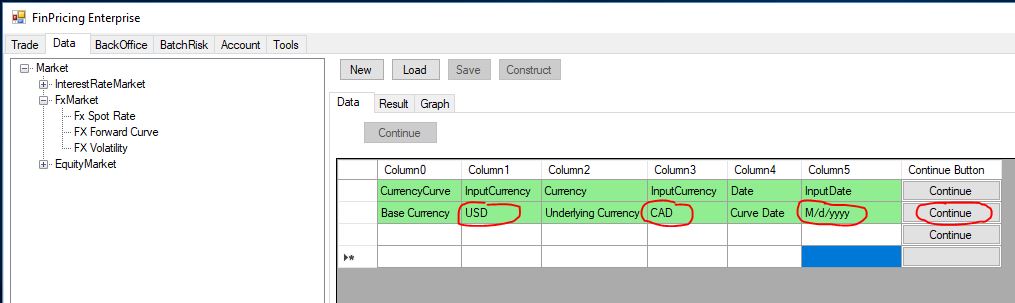 FinPricing Enterprise
Trade Data BackOffice BatchRisk Account Tools
Market
InterestRateMarket
FxMarket
Fx Spot Rate
FX Forward Curve
FX Volatility
EquityMarket
New Load Save Construct
Data Result Graph
Continue
Column0 Column1 Column2 Column3 Column4 Column5 Continue Button
CurrencyCurve InputCurrency Currency InputCurrency Date InputDate Continue
Base Currency USD Underlying Currency CAD Curve Date M/d/yyyy Continue
Continue